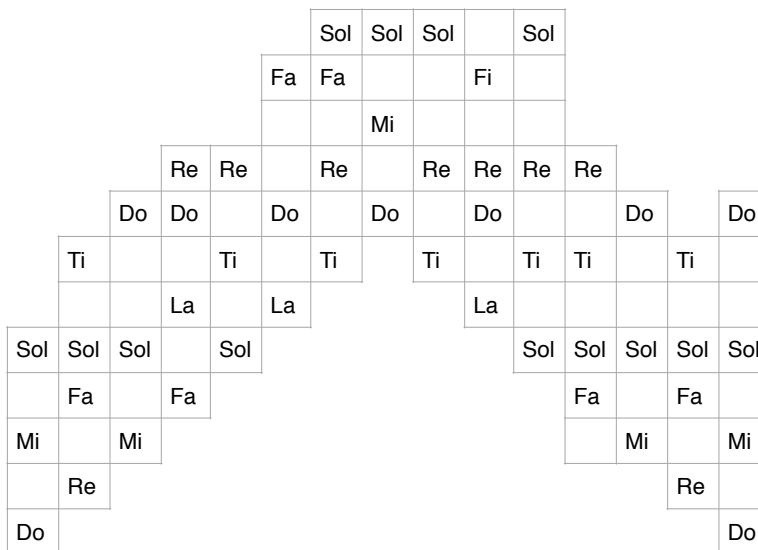 Sol Sol Sol Sol
Fa Fa Fi
Mi
Re Re Re Re Re Re Re
Do Do Do Do Do Do Do
Ti Ti Ti Ti Ti Ti Ti
La La La
Sol Sol Sol Sol Sol Sol Sol Sol Sol
Fa Fa Fa Fa
Mi Mi Mi Mi
Re Re
Do Do